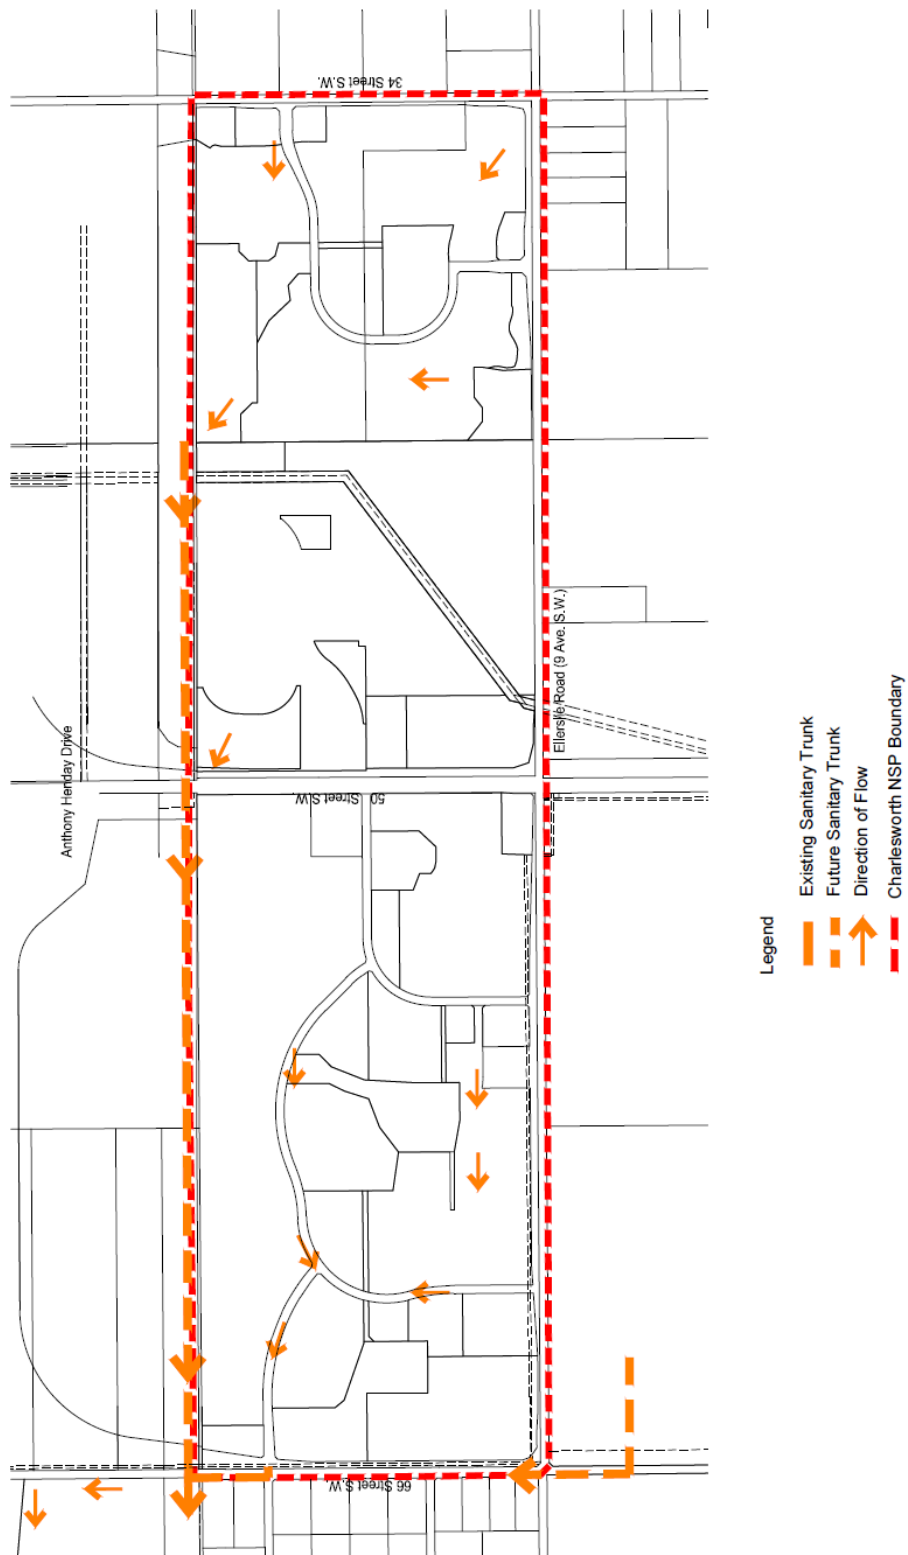 34 Street S.W.
Anthony Henday Drive
50 Street S.W.
Ellerslie Road (9 Ave. S.W.)
66 Street S.W.
Legend
Existing Sanitary Trunk
Future Sanitary Trunk
Direction of Flow
Charlesworth NSP Boundary